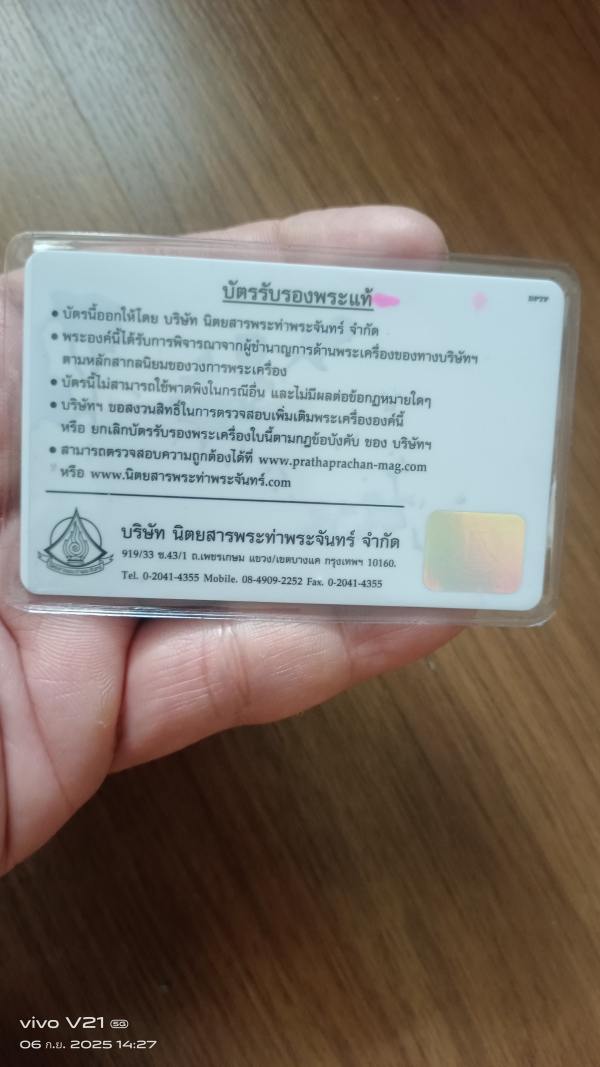 บัตรรับรองพระแท้
DPTP
● บัตรนี้ออกให้โดย บริษัท นิตยสารพระท่าพระจันทร์ จำกัด
● พระองค์นี้ได้รับการพิจารณาจากผู้ชำนาญการด้านพระเครื่องของทางบริษัทฯ
ตามหลักสากลนิยมของวงการพระเครื่อง
● บัตรนี้ไม่สามารถใช้พาดพิงในกรณีอื่น และไม่มีผลต่อข้อกฎหมายใดๆ
● บริษัทฯ ขอสงวนสิทธิ์ในการตรวจสอบเพิ่มเติมพระเครื่ององค์นี้
หรือ ยกเลิกบัตรรับรองพระเครื่องใบนี้ตามกฎข้อบังคับ ของ บริษัทฯ
● สามารถตรวจสอบความถูกต้องได้ที่ www.prathaprachan-mag.com
หรือ www.นิตยสารพระท่าพระจันทร์.com
บริษัท นิตยสารพระท่าพระจันทร์ จำกัด
919/33 ซ.43/1 ถ.เพชรเกษม แขวง/เขตบางแค กรุงเทพฯ 10160.
Tel. 0-2041-4355 Mobile. 08-4909-2252 Fax. 0-2041-4355
vivo V21 5G
06 ก.ย. 2025 14:27